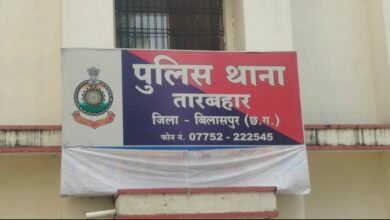 पुलिस थाना
तारबहार
जिला - बिलासपुर (छ.ग.)
फोन नं. 07752 - 222545